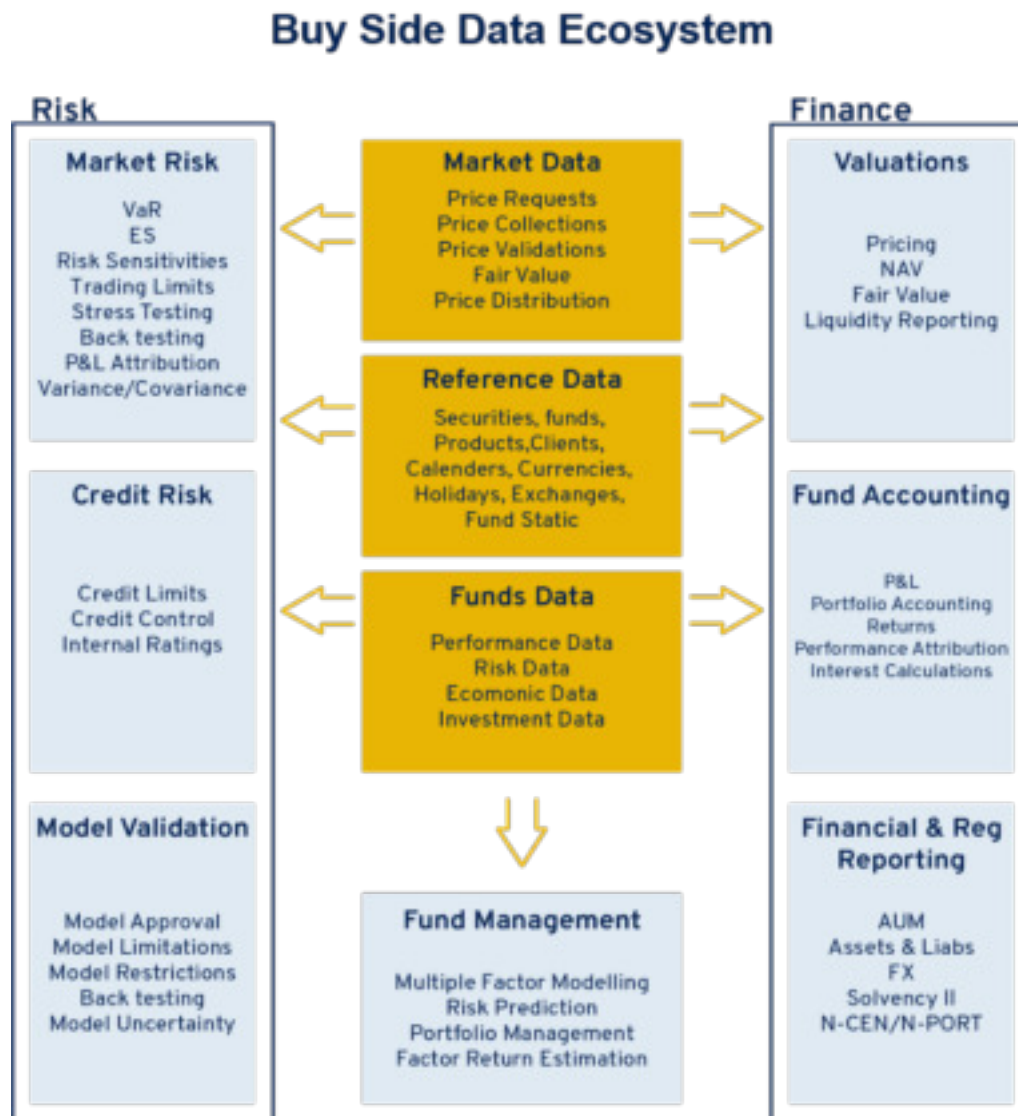 Buy Side Data Ecosystem
Risk
Market Risk
VaR
ES
Risk Sensitivities
Trading Limits
Stress Testing
Back testing
P&L Attribution
Variance/Covariance
Credit Risk
Credit Limits
Credit Control
Internal Ratings
Model Validation
Model Approval
Model Limitations
Model Restrictions
Back testing
Model Uncertainty
Market Data
Price Requests
Price Collections
Price Validations
Fair Value
Price Distribution
Reference Data
Securities, funds,
Products,Clients,
Calenders, Currencies,
Holidays, Exchanges,
Fund Static
Funds Data
Performance Data
Risk Data
Ecomonic Data
Investment Data
Fund Management
Multiple Factor Modelling
Risk Prediction
Portfolio Management
Factor Return Estimation
Finance
Valuations
Pricing
NAV
Fair Value
Liquidity Reporting
Fund Accounting
P&L
Portfolio Accounting
Returns
Performance Attribution
Interest Calculations
Financial & Reg
Reporting
AUM
Assets & Liabs
FX
Solvency II
N-CEN/N-PORT